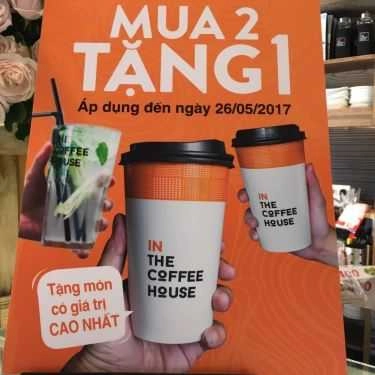 MUA 2
TẶNG 1
Áp dụng đến ngày 26/05/2017
THE
COFFEE
HOUSE
IN
THE
COFFEE
HOUSE
IN
THE
COFFEE
HOUSE
Tặng món
có giá trị
CAO NHẤT